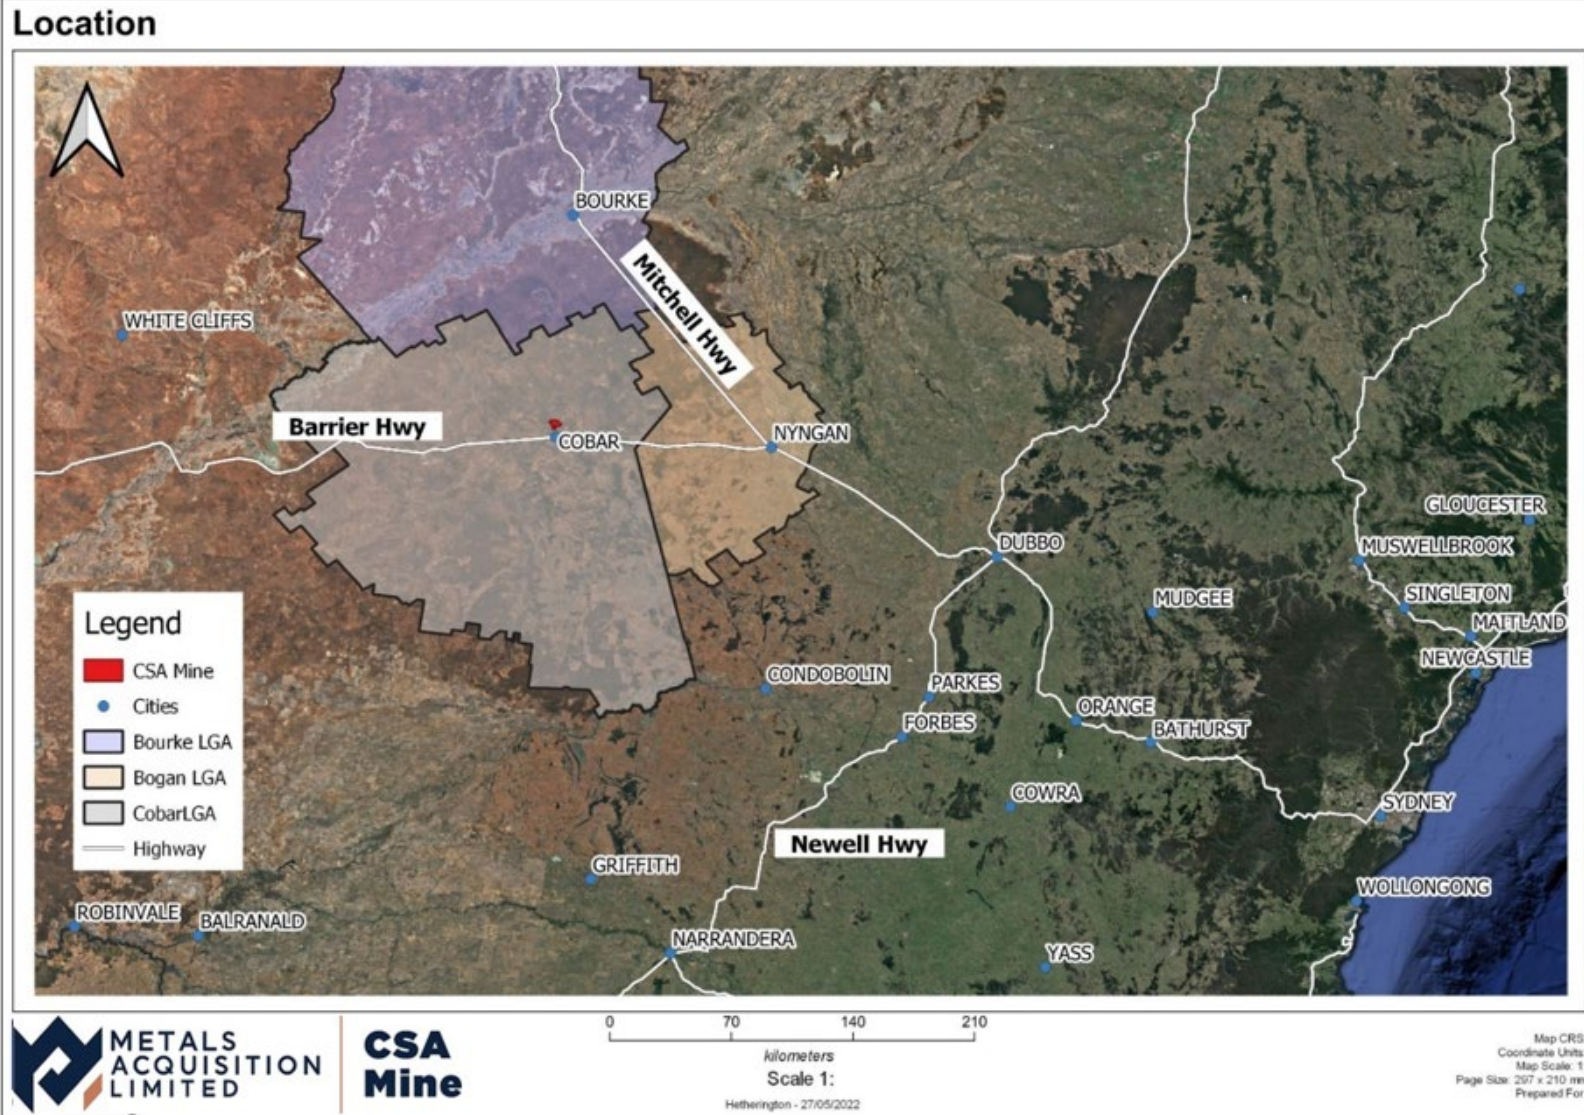 Location
BOURKE
Mitchell Hwy
WHITE CLIFFS
Barrier Hwy
COBAR
NYNGAN
GLOUCESTER
DUBBO
MUSWELLBROOK
MUDGEE
SINGLETON
MAITLAND
NEWCASTLE
CONDOBOLIN
PARKES
ORANGE
FORBES
BATHURST
COWRA
SYDNEY
Newell Hwy
GRIFFITH
WOLLONGONG
ROBINVALE
BALRANALD
NARRANDERA
YASS
Legend
CSA Mine
Cities
Bourke LGA
Bogan LGA
CobarLGA
Highway
METALS
ACQUISITION
LIMITED
CSA
Mine
0 70 140 210
kilometers
Scale 1:
Hetherington - 27/05/2022
Map CRS
Coordinate Units
Map Scale: 1
Page Size: 297 x 210 mm
Prepared For